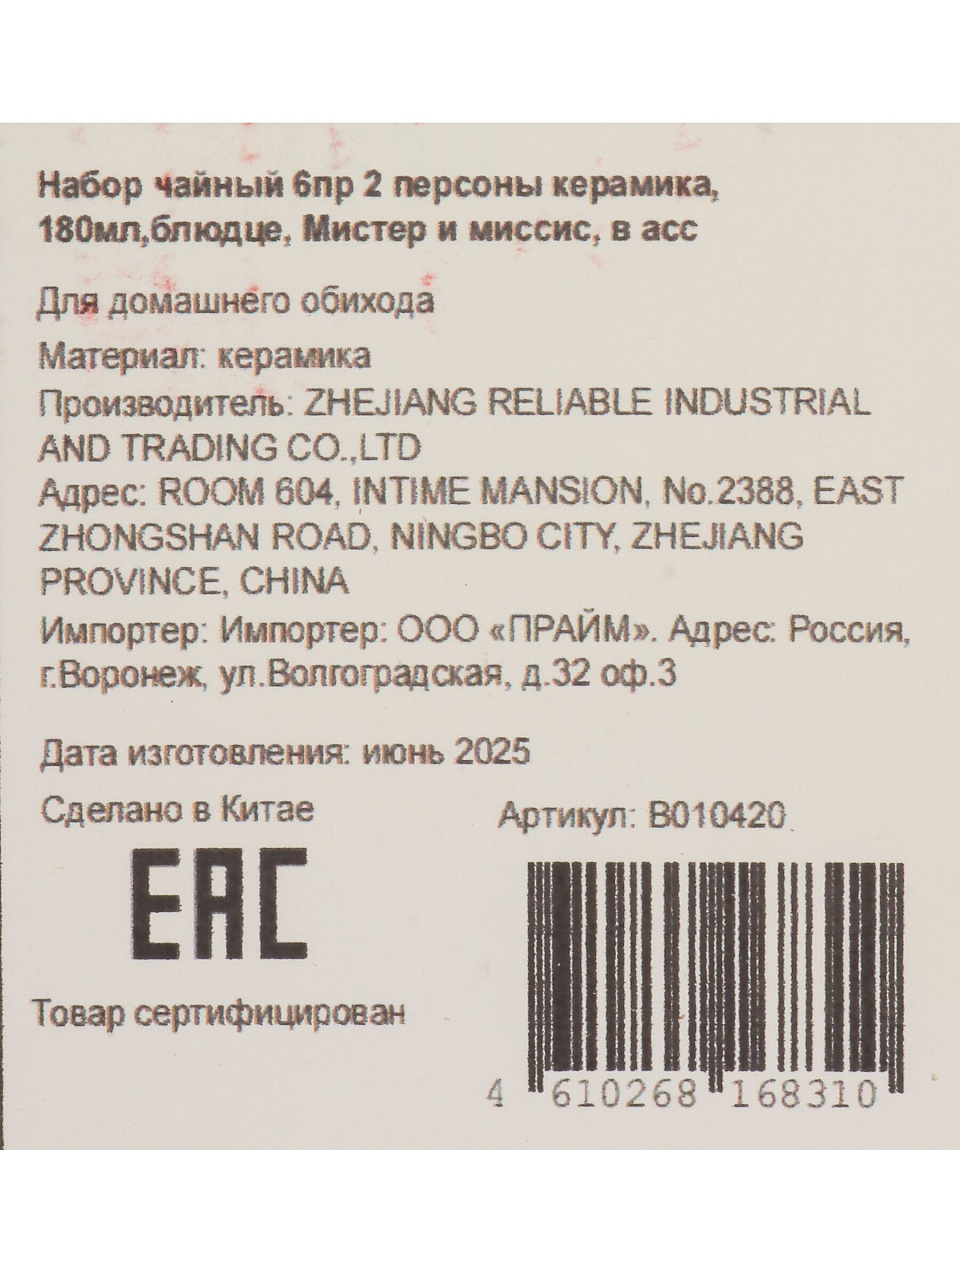 Набор чайный 6пр 2 персоны керамика,
180мл,блюдце, Мистер и миссис, в асс
Для домашнего обихода
Материал: керамика
Производитель: ZHEJIANG RELIABLE INDUSTRIAL
AND TRADING CO.,LTD
Адрес: ROOM 604, INTIME MANSION, No.2388, EAST
ZHONGSHAN ROAD, NINGBO CITY, ZHEJIANG
PROVINCE, CHINA
Импортер: Импортер: ООО «ПРАЙМ». Адрес: Россия,
г.Воронеж, ул.Волгоградская, д.32 оф.3
Дата изготовления: июнь 2025
Сделано в Китае
Артикул: B010420
EAC
Товар сертифицирован
4 610268 168310